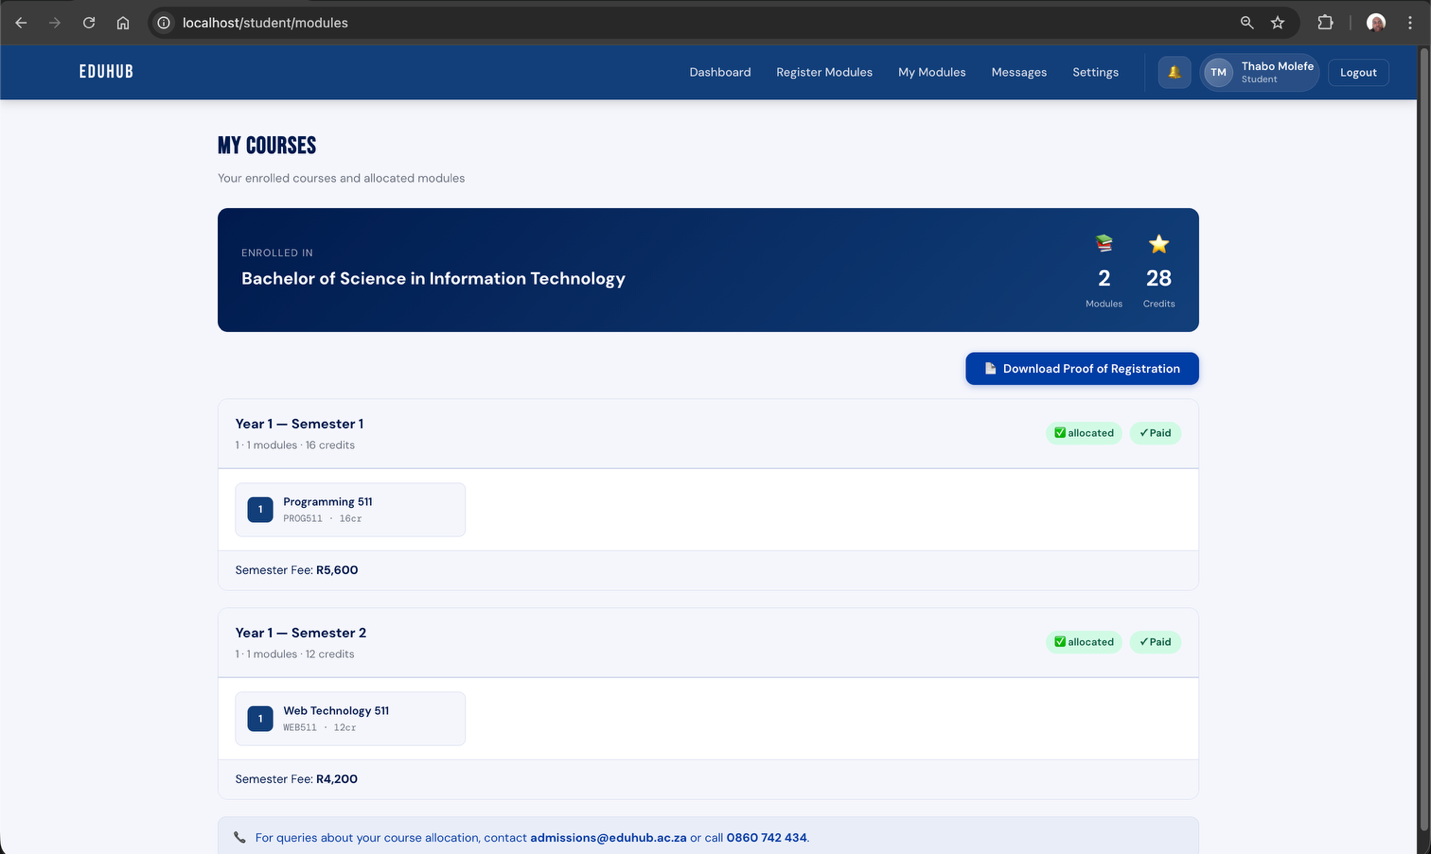 localhost/student/modules
EDUHUB
Dashboard Register Modules My Modules Messages Settings
TM
Thabo Molefe
Student
Logout
MY COURSES
Your enrolled courses and allocated modules
ENROLLED IN
Bachelor of Science in Information Technology
2
Modules
28
Credits
Download Proof of Registration
Year 1 — Semester 1
1 · 1 modules · 16 credits
✅ allocated ✓ Paid
1
Programming 511
PROG511 · 16cr
Semester Fee: R5,600
Year 1 — Semester 2
1 · 1 modules · 12 credits
✅ allocated ✓ Paid
1
Web Technology 511
WEB511 · 12cr
Semester Fee: R4,200
For queries about your course allocation, contact admissions@eduhub.ac.za or call 0860 742 434.